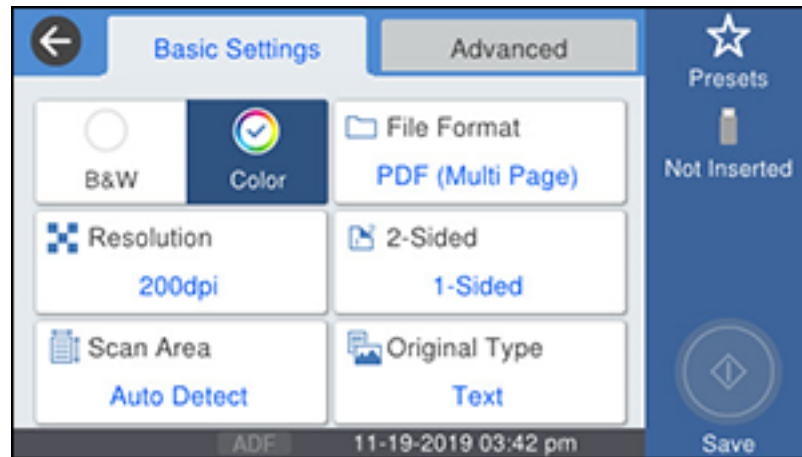 Basic Settings
Advanced
Presets
Not Inserted
B&W
Color
File Format
PDF (Multi Page)
Resolution
200dpi
2-Sided
1-Sided
Scan Area
Auto Detect
Original Type
Text
ADF
11-19-2019 03:42 pm
Save